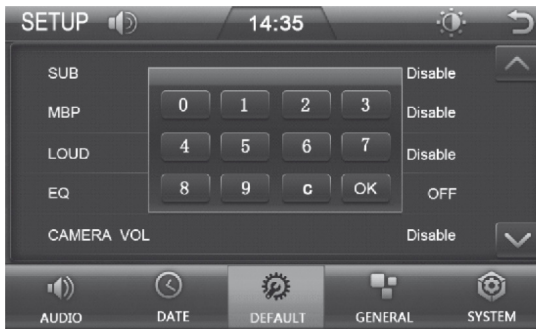 SETUP 14:35
SUB Disable
0 1 2 3
MBP Disable
4 5 6 7
LOUD Disable
8 9 C OK
EQ OFF
CAMERA VOL Disable
AUDIO DATE DEFAULT GENERAL SYSTEM